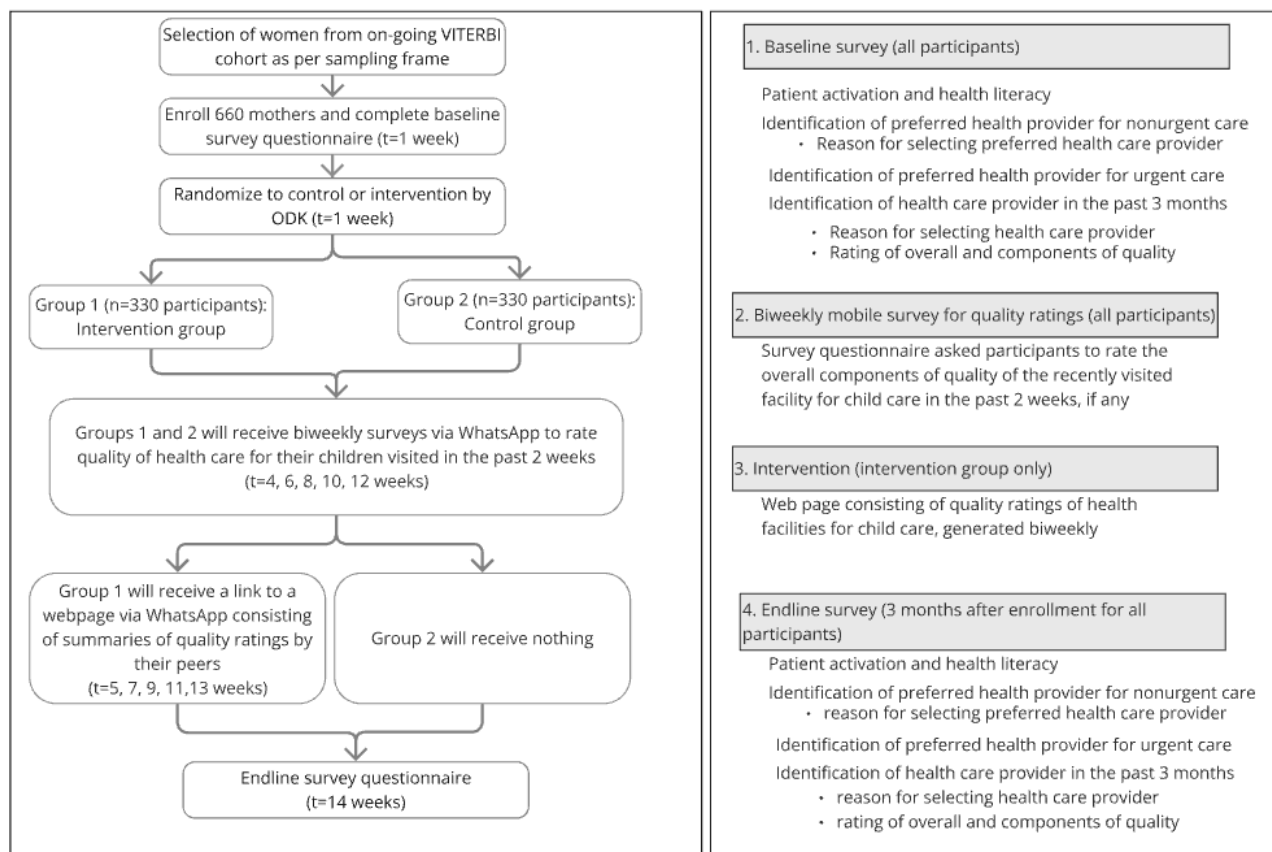 Selection of women from on-going VITERBI
cohort as per sampling frame
Enroll 660 mothers and complete baseline
survey questionnaire (t=1 week)
Randomize to control or intervention by
ODK (t=1 week)
Group 1 (n=330 participants):
Intervention group
Group 2 (n=330 participants):
Control group
Groups 1 and 2 will receive biweekly surveys via WhatsApp to rate
quality of health care for their children visited in the past 2 weeks
(t=4, 6, 8, 10, 12 weeks)
Group 1 will receive a link to a
webpage via WhatsApp consisting
of summaries of quality ratings by
their peers
(t=5, 7, 9, 11,13 weeks)
Group 2 will receive nothing
Endline survey questionnaire
(t=14 weeks)
1. Baseline survey (all participants)
Patient activation and health literacy
Identification of preferred health provider for nonurgent care
• Reason for selecting preferred health care provider
Identification of preferred health provider for urgent care
Identification of health care provider in the past 3 months
• Reason for selecting health care provider
• Rating of overall and components of quality
2. Biweekly mobile survey for quality ratings (all participants)
Survey questionnaire asked participants to rate the
overall components of quality of the recently visited
facility for child care in the past 2 weeks, if any
3. Intervention (intervention group only)
Web page consisting of quality ratings of health
facilities for child care, generated biweekly
4. Endline survey (3 months after enrollment for all
participants)
Patient activation and health literacy
Identification of preferred health provider for nonurgent care
• reason for selecting preferred health care provider
Identification of preferred health provider for urgent care
Identification of health care provider in the past 3 months
• reason for selecting health care provider
• rating of overall and components of quality